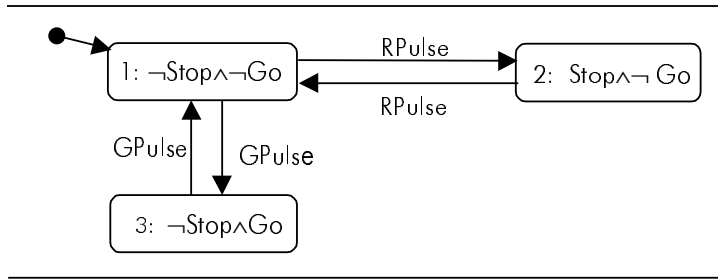 RPulse
1: ¬Stop∧¬Go
2: Stop∧¬ Go
RPulse
GPulse
GPulse
3: ¬Stop∧Go